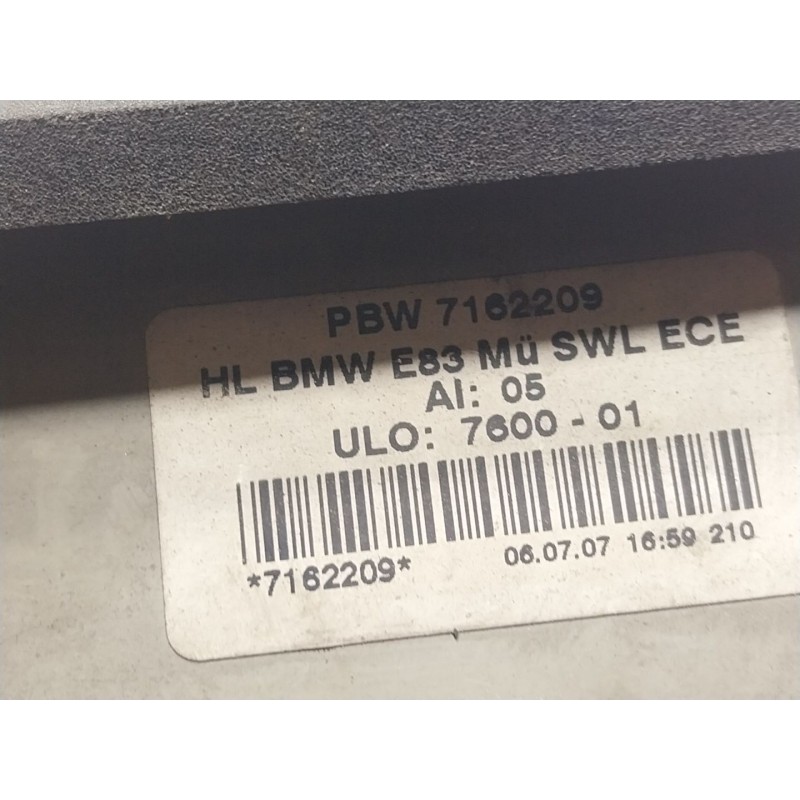 PBW 7162209
HL BMW E83 Mü SWL ECE
AI: 05
ULO: 7600 - 01
*7162209* 06.07.07 16:59 210